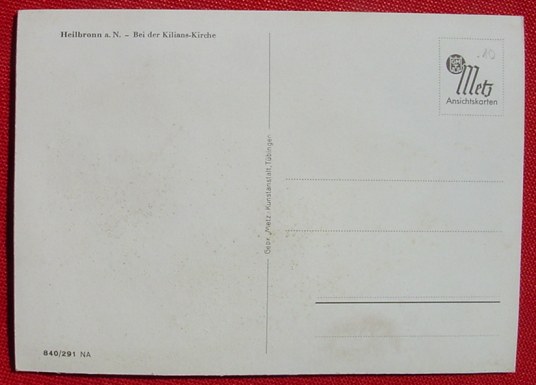 Heilbronn a. N. – Bei der Kilians-Kirche
Metz
Ansichtskarten
Gebr. Metz, Kunstanstalt, Tübingen
840/291 NA